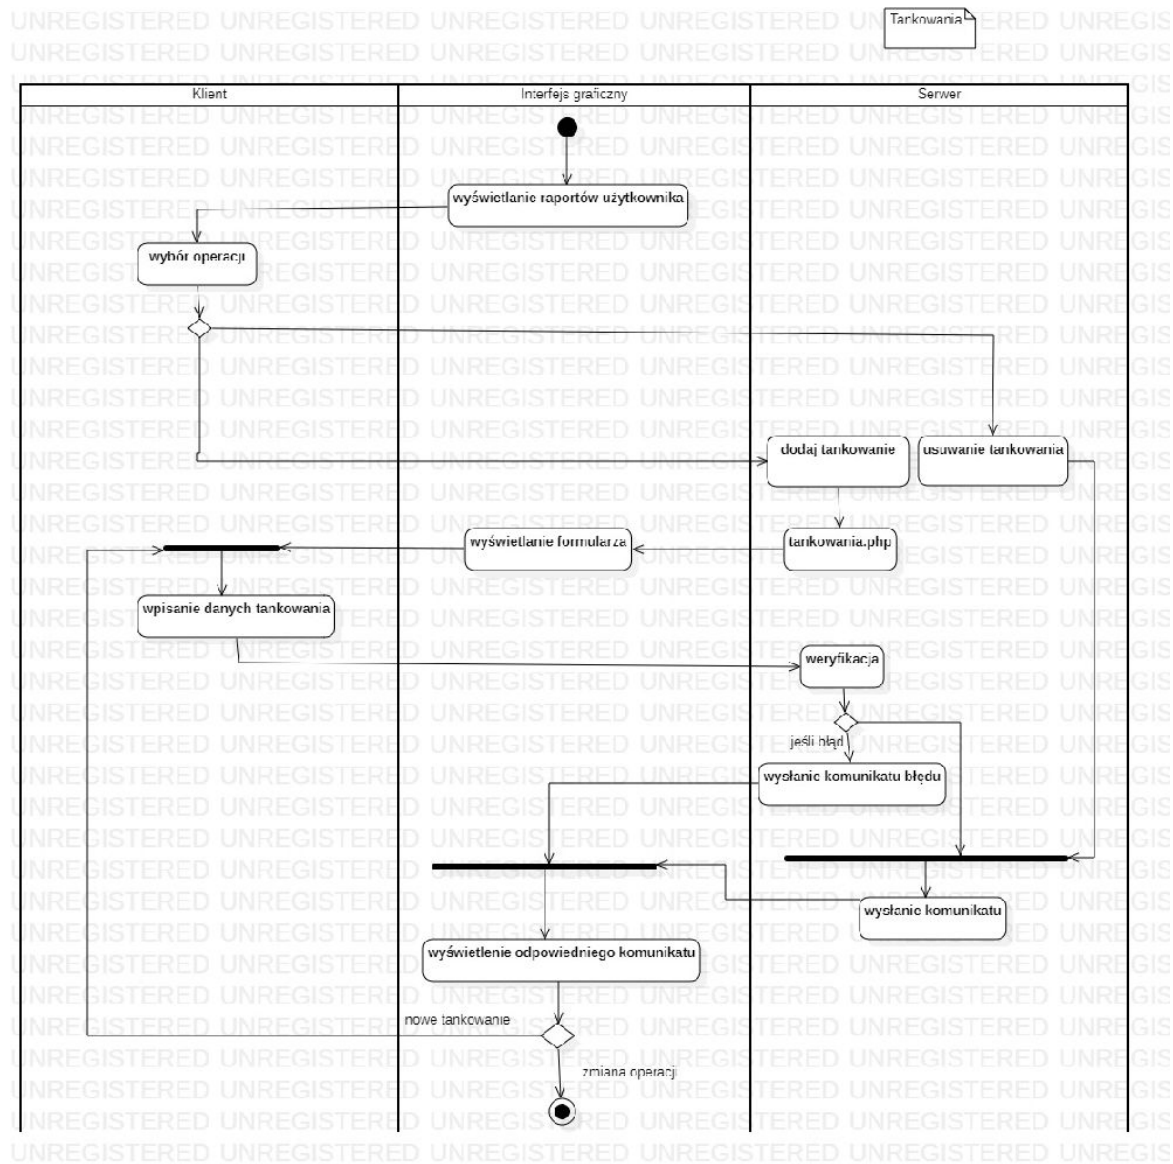 Tankowania
Klient
Interfejs graficzny
Serwer
wyświetlanie raportów użytkownika
wybór operacji
dodaj tankowanie
usuwanie tankowania
wyświetlanie formularza
tankowania.php
wpisanie danych tankowania
weryfikacja
jeśli błąd
wysłanie komunikatu błędu
wysłanie komunikatu
wyświetlenie odpowiedniego komunikatu
nowe tankowanie
zmiana operacji
UNREGISTERED